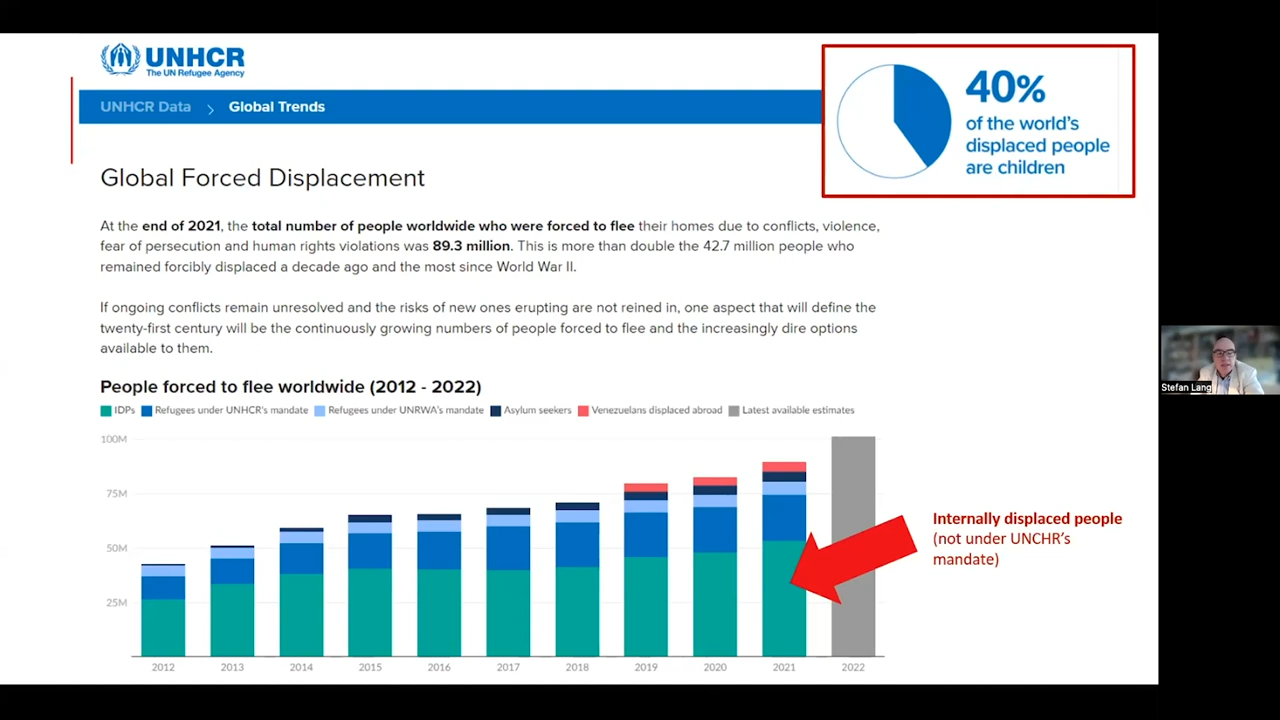 UNHCR
The UN Refugee Agency
UNHCR Data > Global Trends
40%
of the world's
displaced people
are children
Global Forced Displacement
At the end of 2021, the total number of people worldwide who were forced to flee their homes due to conflicts, violence,
fear of persecution and human rights violations was 89.3 million. This is more than double the 42.7 million people who
remained forcibly displaced a decade ago and the most since World War II.
If ongoing conflicts remain unresolved and the risks of new ones erupting are not reined in, one aspect that will define the
twenty-first century will be the continuously growing numbers of people forced to flee and the increasingly dire options
available to them.
People forced to flee worldwide (2012 - 2022)
IDPs Refugees under UNHCR's mandate Refugees under UNRWA's mandate Asylum seekers Venezuelans displaced abroad Latest available estimates
100M
75M
50M
25M
2012 2013 2014 2015 2016 2017 2018 2019 2020 2021 2022
Internally displaced people
(not under UNCHR's
mandate)
Stefan Lang